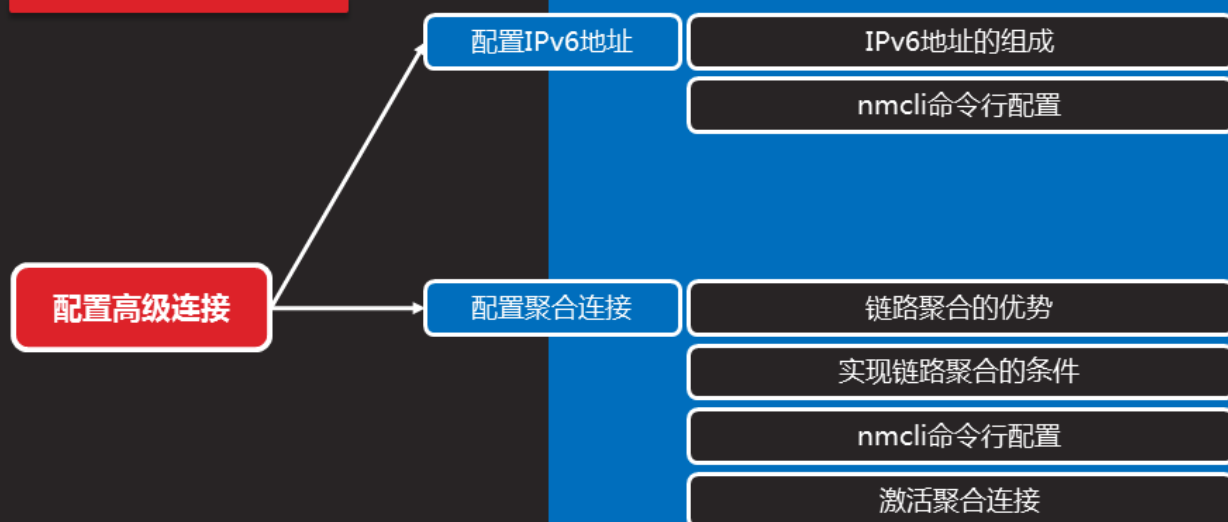 配置IPv6地址
IPv6地址的组成
nmcli命令行配置
配置高级连接
配置聚合连接
链路聚合的优势
实现链路聚合的条件
nmcli命令行配置
激活聚合连接